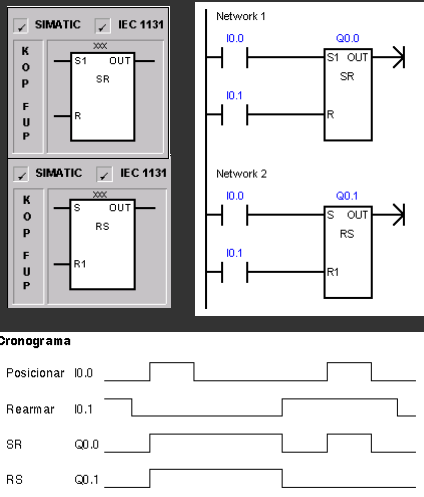 SIMATIC IEC 1131
K
O
P
F
U
P
XXX
S1 OUT
SR
R
SIMATIC IEC 1131
K
O
P
F
U
P
XXX
S OUT
RS
R1
Network 1
I0.0 Q0.0
S1 OUT
SR
I0.1
R
Network 2
I0.0 Q0.1
S OUT
RS
I0.1
R1
Cronograma
Posicionar I0.0
Rearmar I0.1
SR Q0.0
RS Q0.1